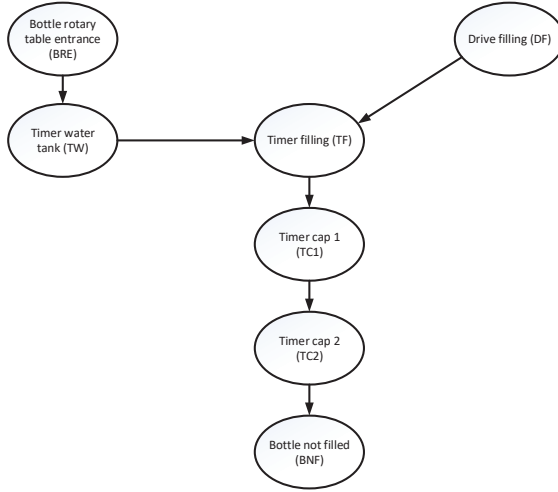 Bottle rotary
table entrance
(BRE)
Drive filling (DF)
Timer water
tank (TW)
Timer filling (TF)
Timer cap 1
(TC1)
Timer cap 2
(TC2)
Bottle not filled
(BNF)